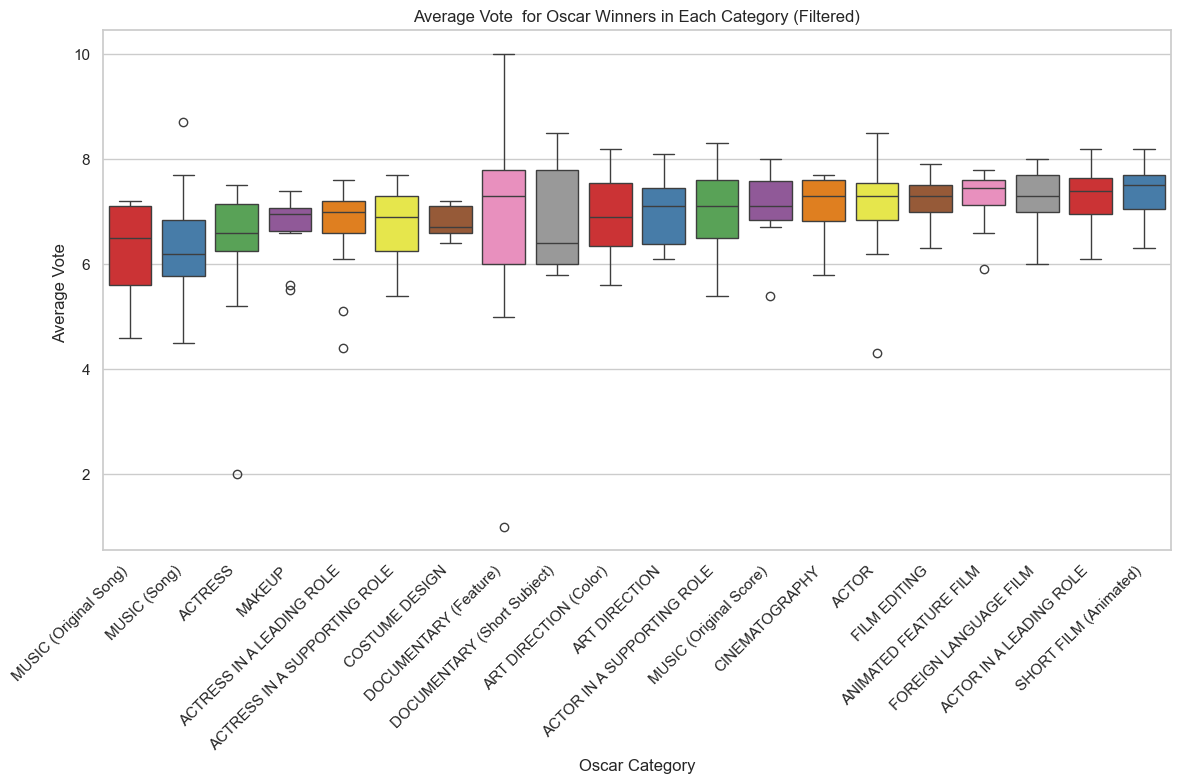 Average Vote  for Oscar Winners in Each Category (Filtered)
Average Vote
10
8
6
4
2
MUSIC (Original Song)
MUSIC (Song)
ACTRESS
MAKEUP
ACTRESS IN A LEADING ROLE
ACTRESS IN A SUPPORTING ROLE
COSTUME DESIGN
DOCUMENTARY (Feature)
DOCUMENTARY (Short Subject)
ART DIRECTION (Color)
ART DIRECTION
ACTOR IN A SUPPORTING ROLE
MUSIC (Original Score)
CINEMATOGRAPHY
ACTOR
FILM EDITING
ANIMATED FEATURE FILM
FOREIGN LANGUAGE FILM
ACTOR IN A LEADING ROLE
SHORT FILM (Animated)
Oscar Category